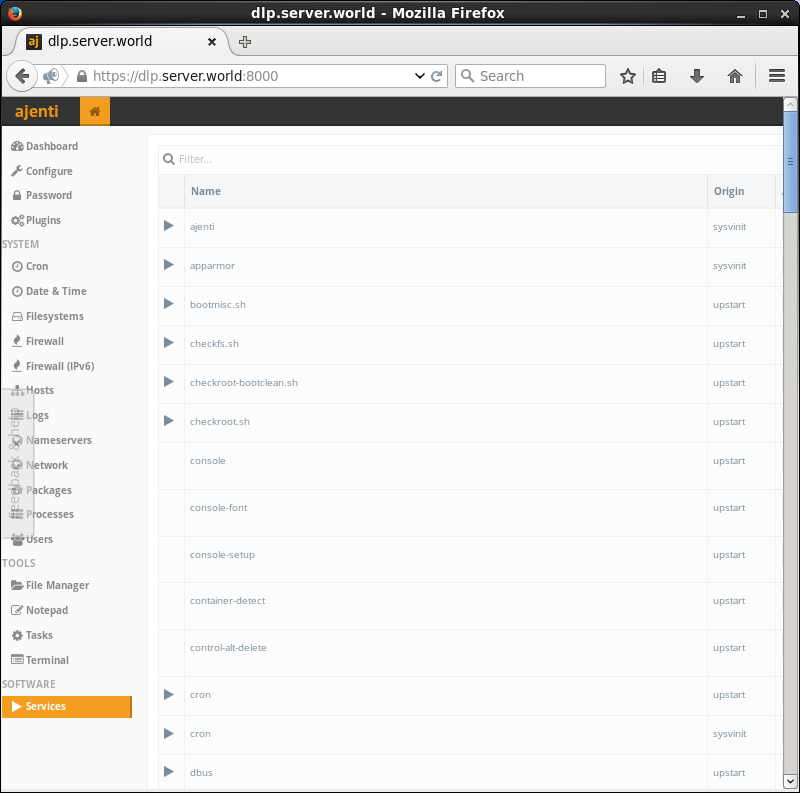 dlp.server.world - Mozilla Firefox
aj dlp.server.world
https://dlp.server.world:8000
Search
ajenti
Dashboard
Configure
Password
Plugins
SYSTEM
Cron
Date & Time
Filesystems
Firewall
Firewall (IPv6)
Hosts
Logs
Nameservers
Network
Packages
Processes
Users
TOOLS
File Manager
Notepad
Tasks
Terminal
SOFTWARE
Services
Feedback & help
Filter...
Name Origin
ajenti sysvinit
apparmor sysvinit
bootmisc.sh upstart
checkfs.sh upstart
checkroot-bootclean.sh upstart
checkroot.sh upstart
console upstart
console-font upstart
console-setup upstart
container-detect upstart
control-alt-delete upstart
cron upstart
cron sysvinit
dbus upstart